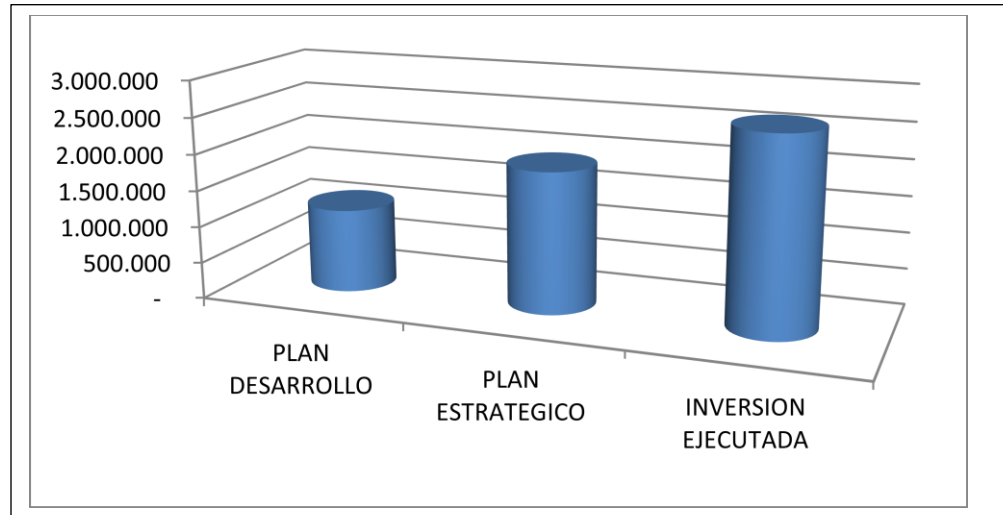 3.000.000
2.500.000
2.000.000
1.500.000
1.000.000
500.000
-
PLAN
DESARROLLO
PLAN
ESTRATEGICO
INVERSION
EJECUTADA